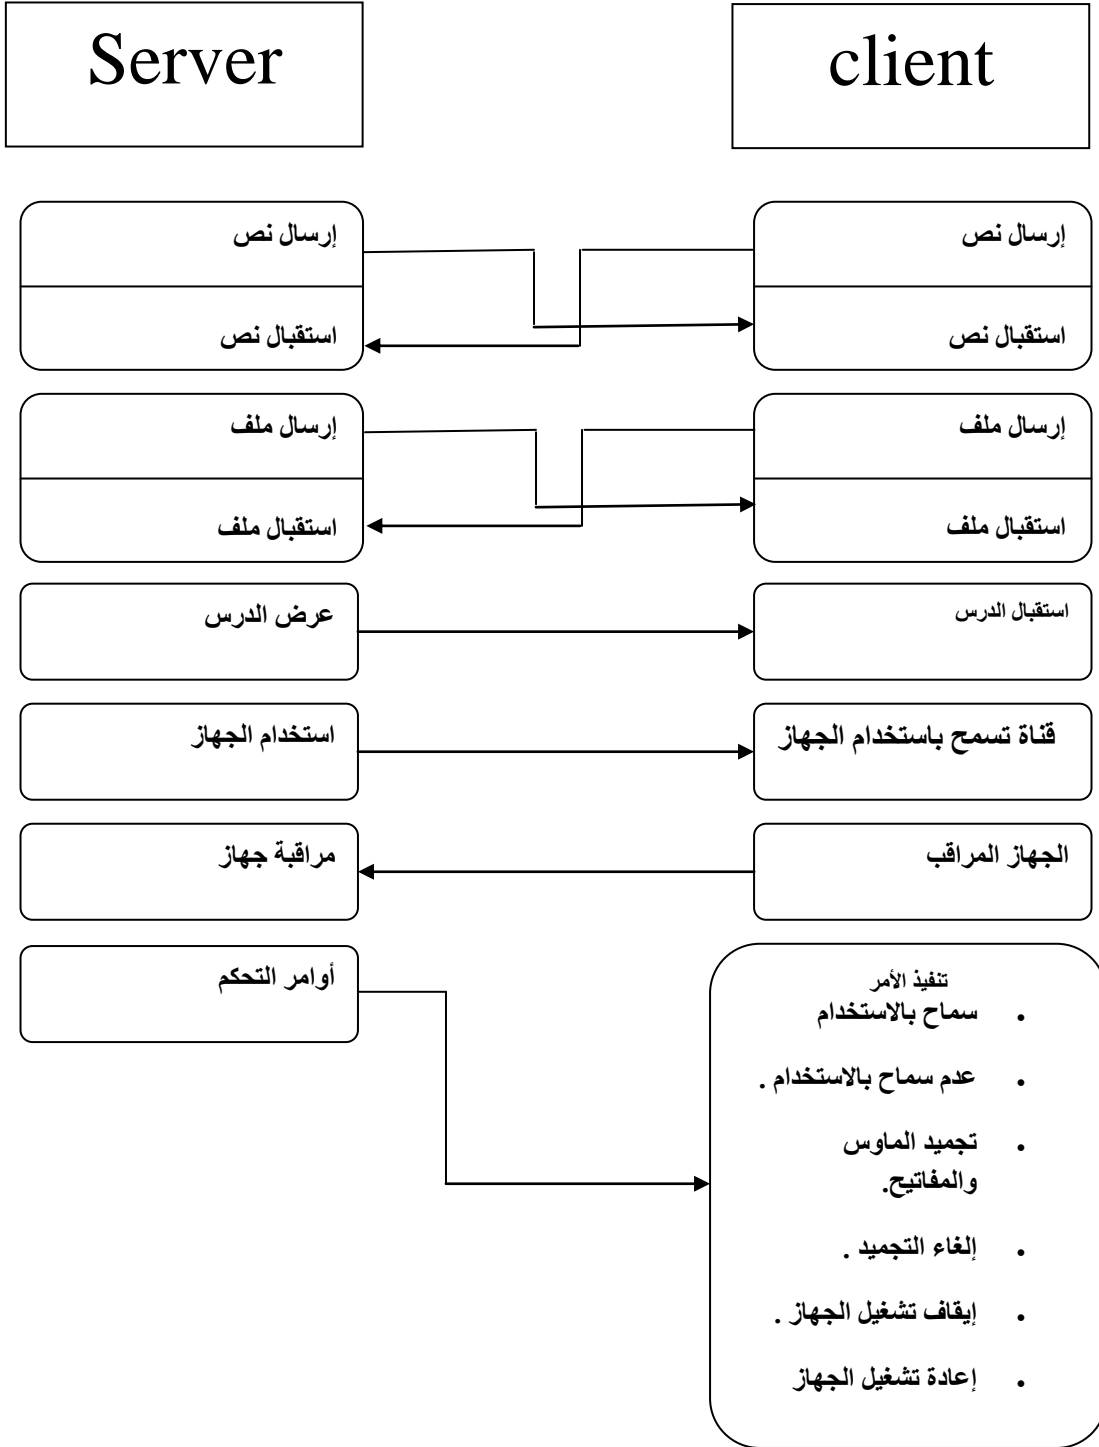 Server
client
إرسال نص
إرسال نص
استقبال نص
استقبال نص
إرسال ملف
إرسال ملف
استقبال ملف
استقبال ملف
عرض الدرس
استقبال الدرس
استخدام الجهاز
قناة تسمح باستخدام الجهاز
مراقبة جهاز
الجهاز المراقب
أوامر التحكم
تنفيذ الأمر
• سماح بالاستخدام
• عدم سماح بالاستخدام .
• تجميد الماوس
والمفاتيح.
• إلغاء التجميد .
• إيقاف تشغيل الجهاز .
• إعادة تشغيل الجهاز